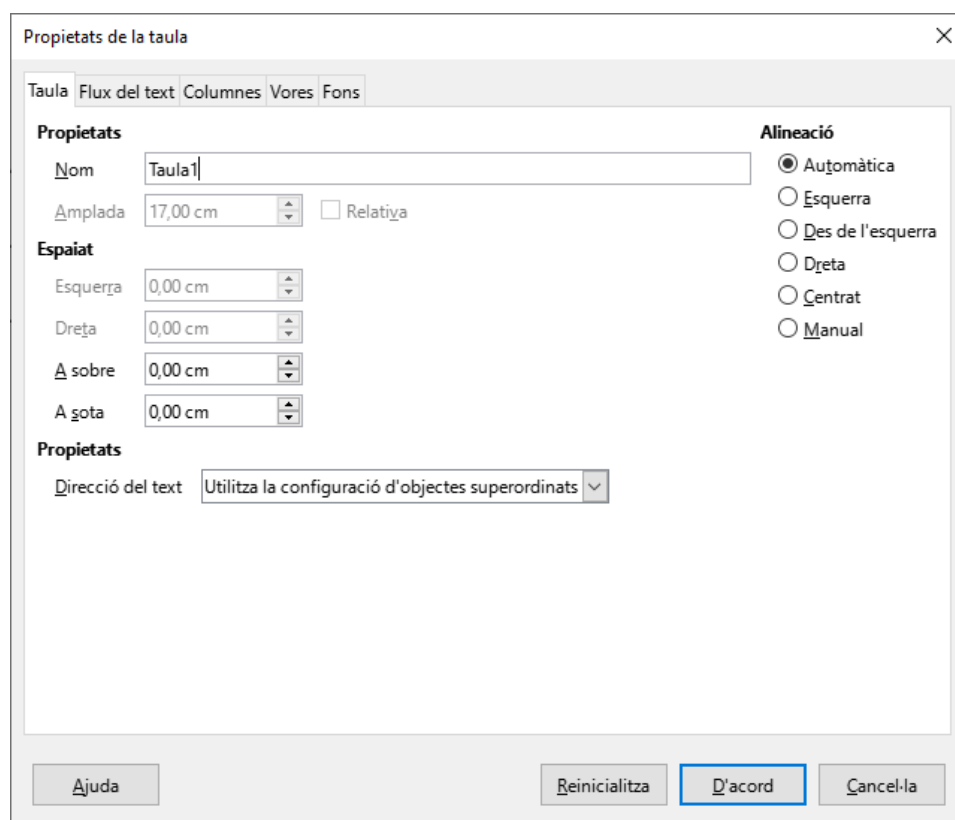 Propietats de la taula
Taula Flux del text Columnes Vores Fons
Propietats
Nom Taula1
Amplada 17,00 cm Relativa
Espaiat
Esquerra 0,00 cm
Dreta 0,00 cm
A sobre 0,00 cm
A sota 0,00 cm
Propietats
Direcció del text Utilitza la configuració d'objectes superordinats
Alineació
Automàtica
Esquerra
Des de l'esquerra
Dreta
Centrat
Manual
Ajuda Reinicialitza D'acord Cancel·la